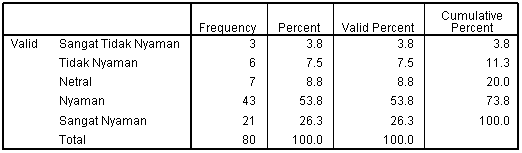 Frequency Percent Valid Percent Cumulative Percent
Valid Sangat Tidak Nyaman 3 3.8 3.8 3.8
Tidak Nyaman 6 7.5 7.5 11.3
Netral 7 8.8 8.8 20.0
Nyaman 43 53.8 53.8 73.8
Sangat Nyaman 21 26.3 26.3 100.0
Total 80 100.0 100.0